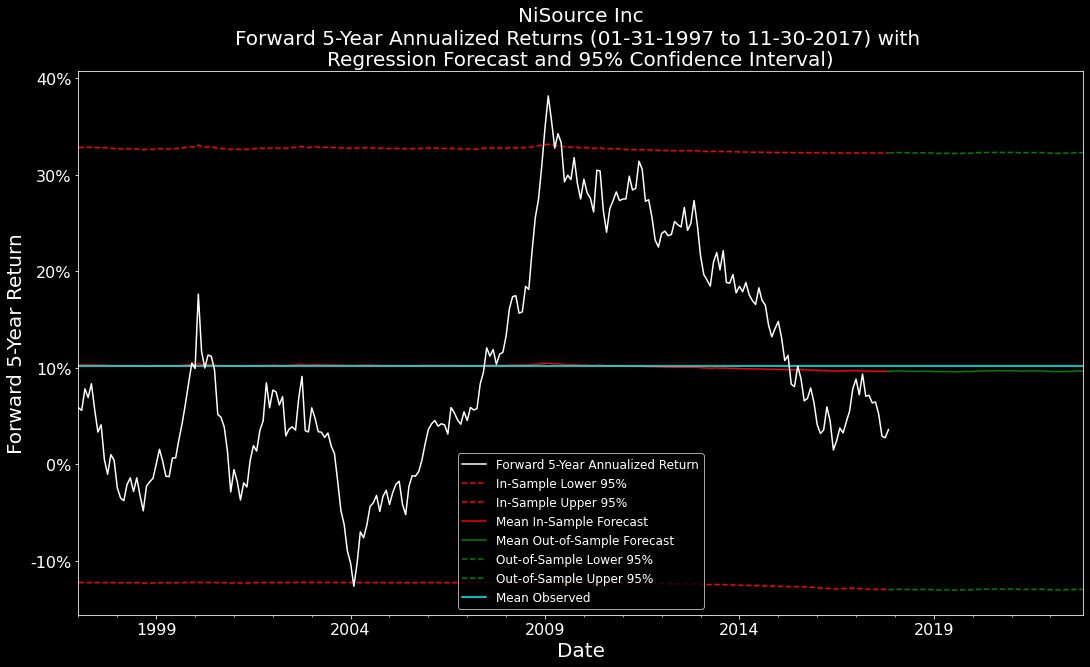 NiSource Inc
Forward 5-Year Annualized Returns (01-31-1997 to 11-30-2017) with
Regression Forecast and 95% Confidence Interval)
40%
30%
20%
10%
0%
-10%
Forward 5-Year Return
Forward 5-Year Annualized Return
In-Sample Lower 95%
In-Sample Upper 95%
Mean In-Sample Forecast
Mean Out-of-Sample Forecast
Out-of-Sample Lower 95%
Out-of-Sample Upper 95%
Mean Observed
1999 2004 2009 2014 2019
Date